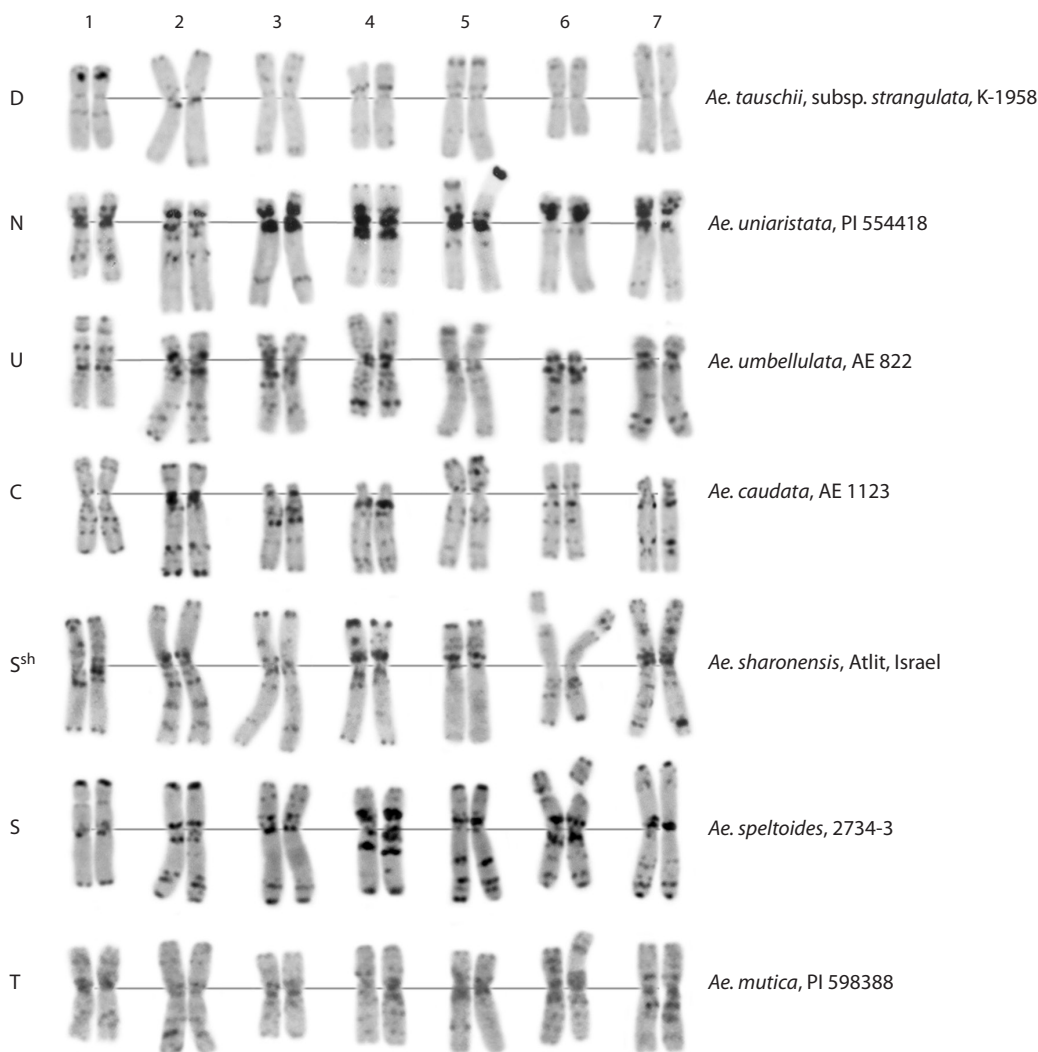 1 2 3 4 5 6 7
D Ae. tauschii, subsp. strangulata, K-1958
N Ae. uniaristata, PI 554418
U Ae. umbellulata, AE 822
C Ae. caudata, AE 1123
Sˢʰ Ae. sharonensis, Atlit, Israel
S Ae. speltoides, 2734-3
T Ae. mutica, PI 598388